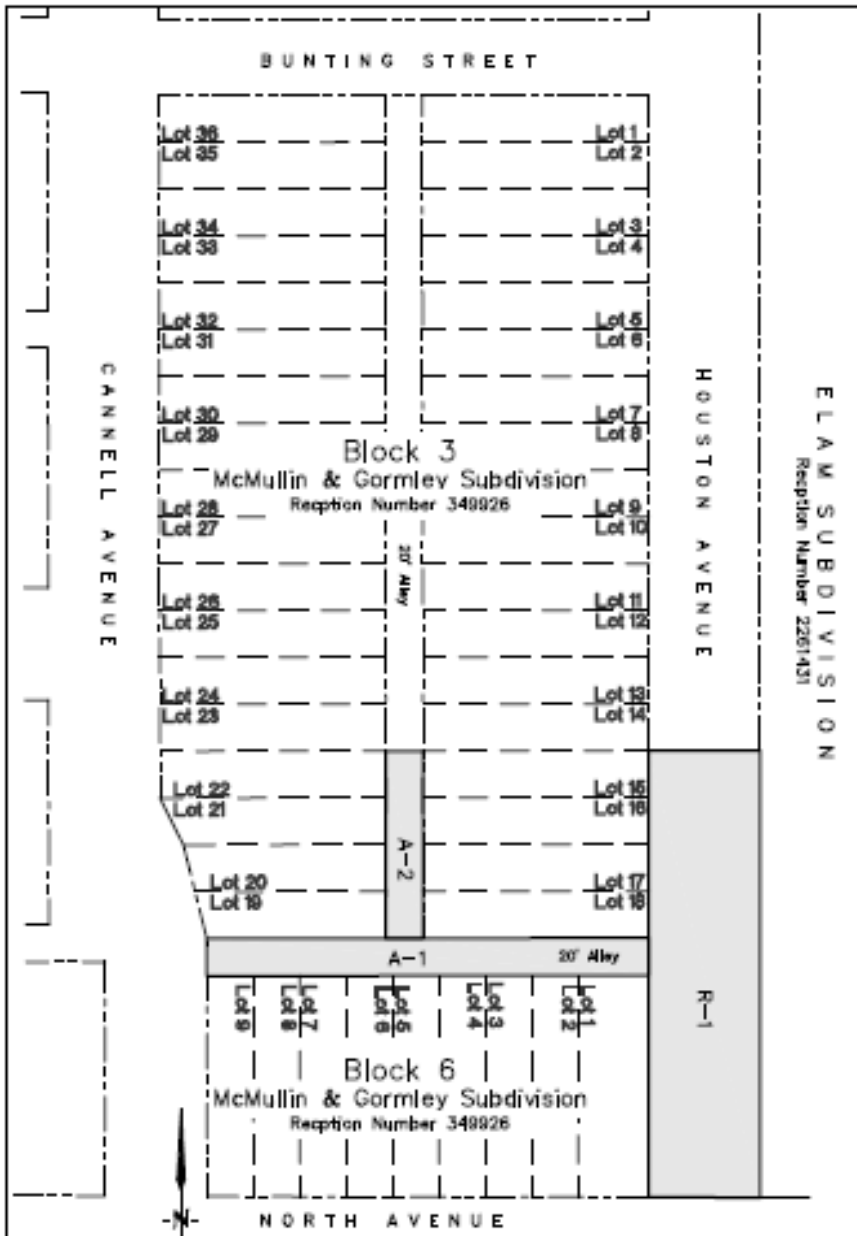 BUNTING STREET
Lot 36
Lot 35
Lot 1
Lot 2
Lot 34
Lot 33
Lot 3
Lot 4
Lot 32
Lot 31
Lot 5
Lot 6
Lot 30
Lot 29
Lot 7
Lot 8
Block 3
McMullin & Gormley Subdivision
Reception Number 349926
Lot 28
Lot 27
Lot 9
Lot 10
CANNELL AVENUE
20' Alley
HOUSTON AVENUE
ELAM SUBDIVISION
Reception Number 2261431
Lot 26
Lot 25
Lot 11
Lot 12
Lot 24
Lot 23
Lot 13
Lot 14
Lot 22
Lot 21
Lot 15
Lot 16
A-2
Lot 20
Lot 19
Lot 17
Lot 18
A-1
20' Alley
R-1
Lot 9
Lot 8
Lot 7
Lot 6
Lot 5
Lot 4
Lot 3
Lot 2
Lot 1
Block 6
McMullin & Gormley Subdivision
Reception Number 349926
-N-
NORTH AVENUE